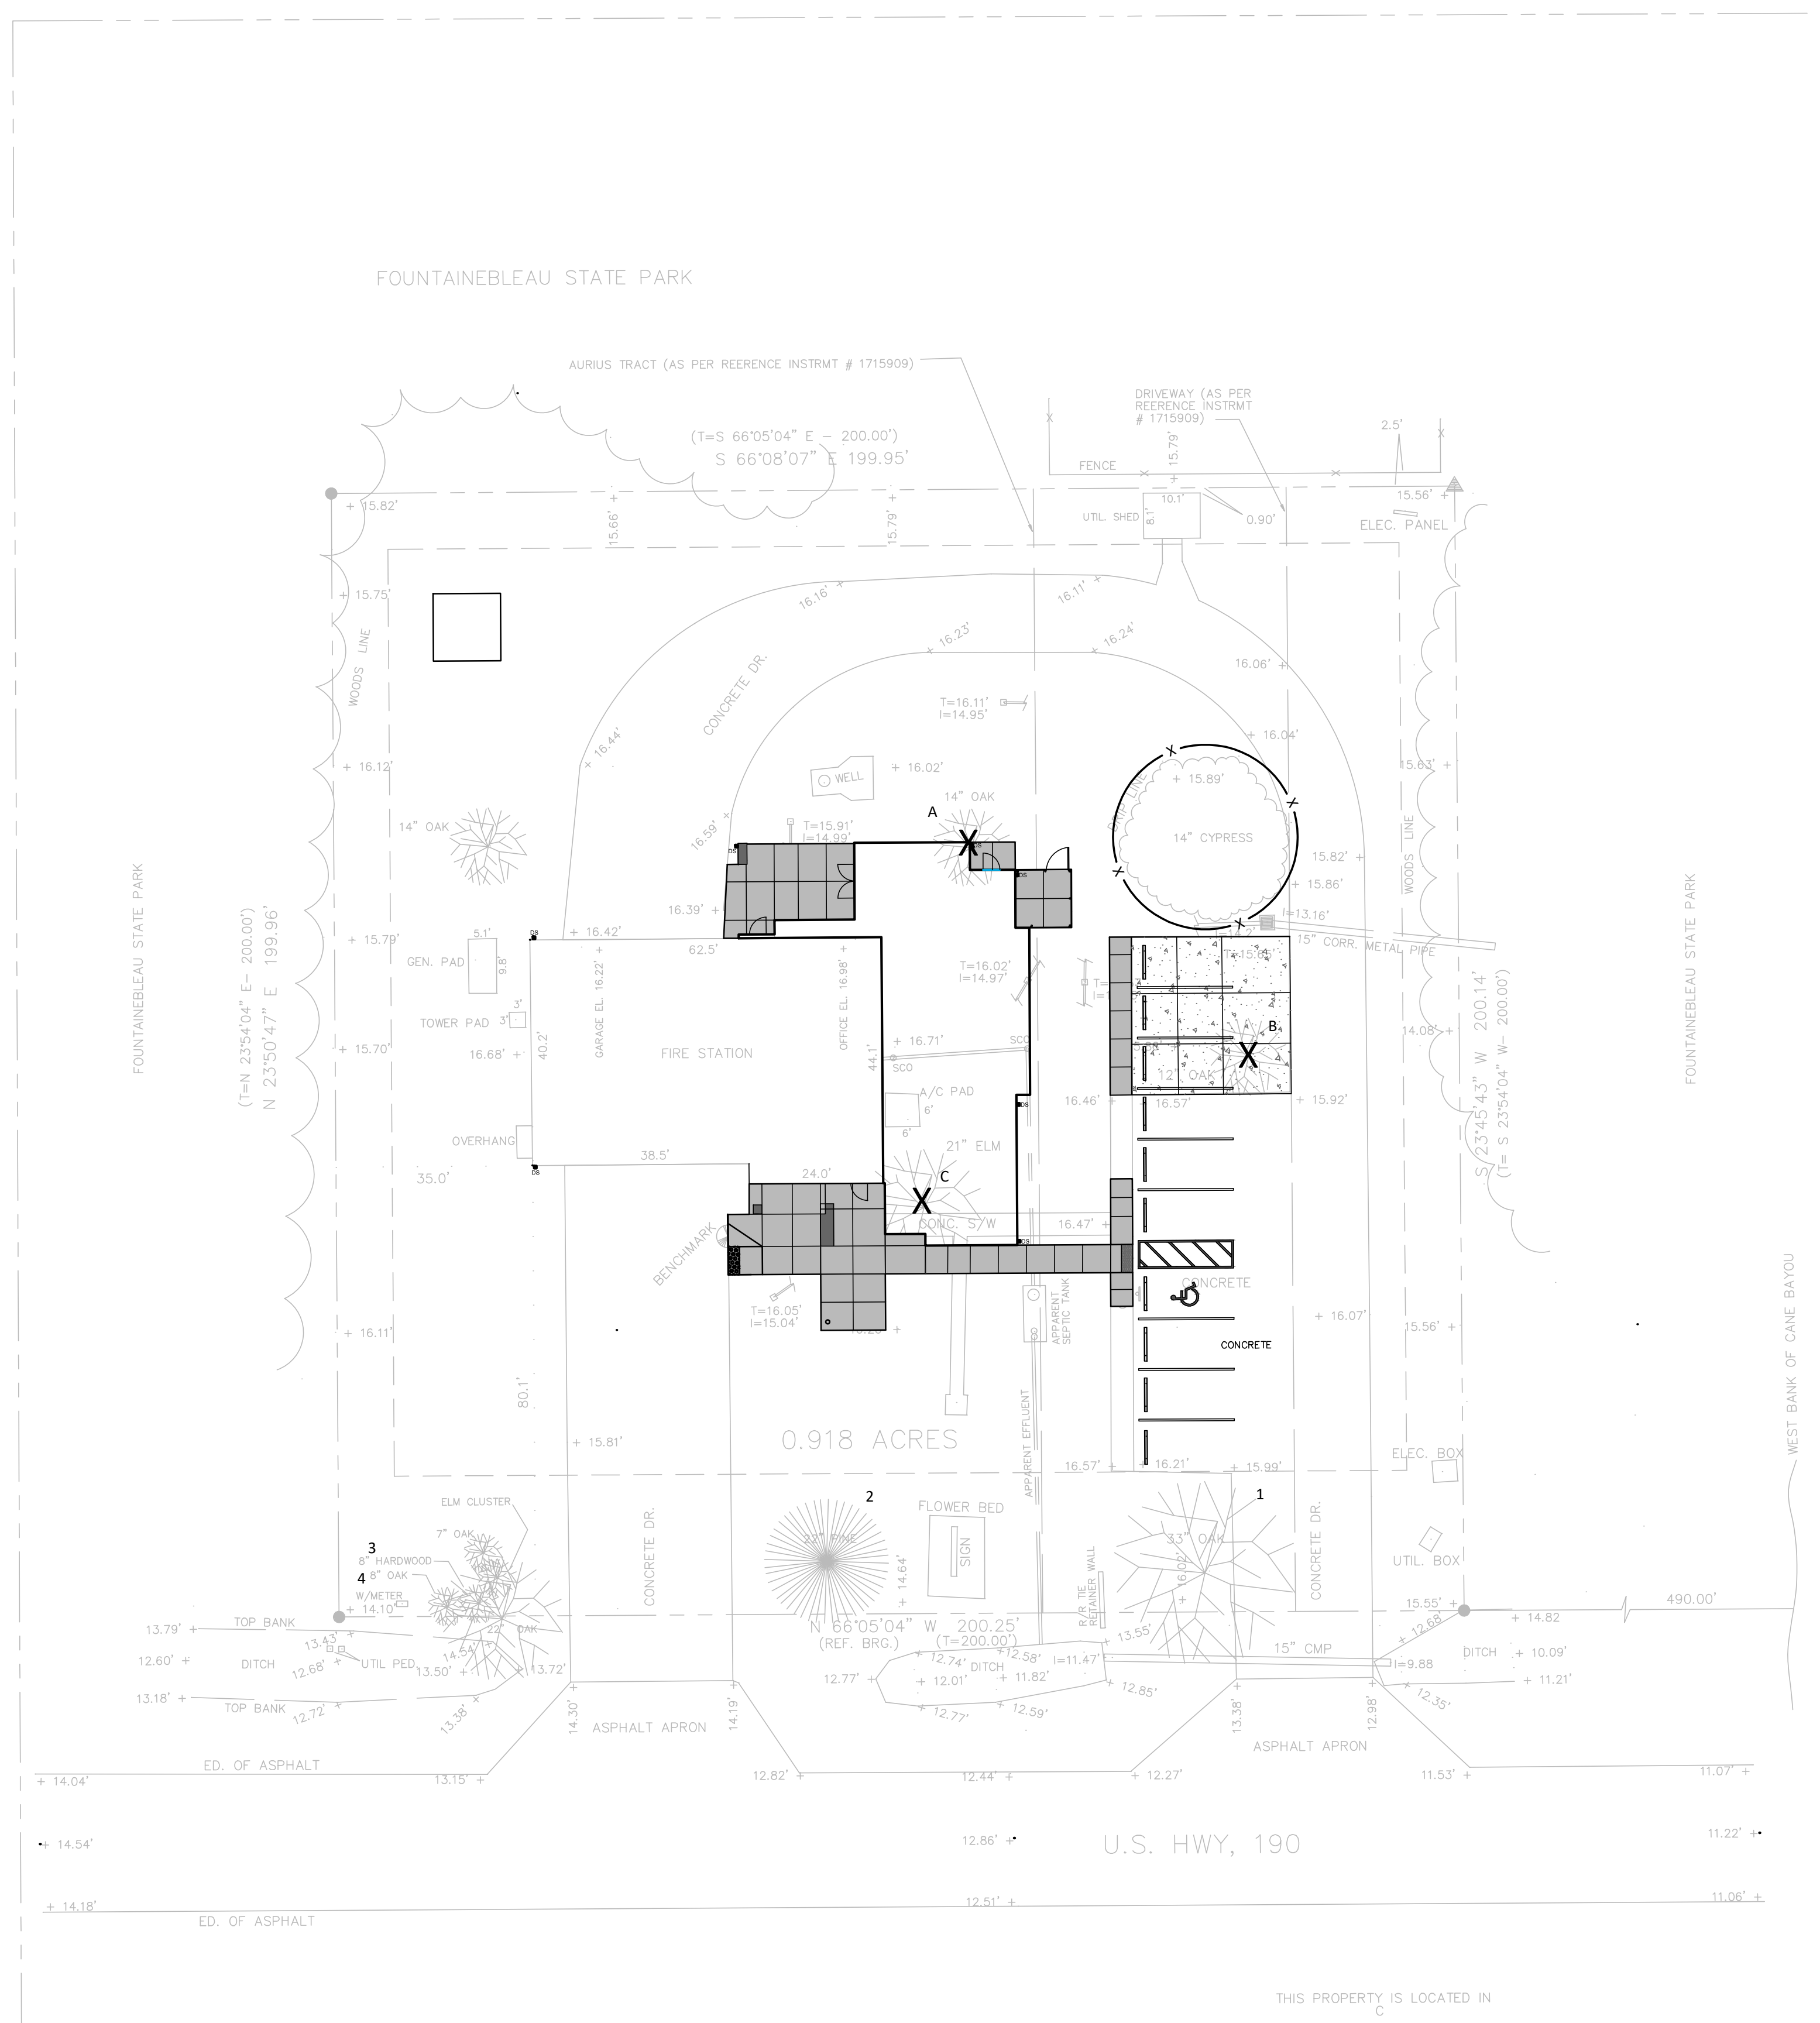 FOUNTAINEBLEAU STATE PARK
AURIUS TRACT (AS PER REERENCE INSTRMT # 1715909)
DRIVEWAY (AS PER
REERENCE INSTRMT
# 1715909)
2.5'
(T=S 66°05'04" E - 200.00')
S 66°08'07" E 199.95'
15.79'
FENCE
X
X
X
X
15.82'
15.66'
15.79'
UTIL. SHED
10.1'
8.1'
0.90'
15.56'
ELEC. PANEL
15.75'
WOODS LINE
16.16'
16.11'
16.23'
16.24'
16.06'
CONCRETE DR.
T=16.11'
I=14.95'
16.44'
16.04'
16.12'
WELL
16.02'
15.63'
DRIP LINE
15.89'
14" OAK
14" OAK
A
X
14" CYPRESS
X
X
X
X
X
16.59'
T=15.91'
I=14.99'
DS
DS
DS
15.82'
15.86'
WOODS LINE
FOUNTAINEBLEAU STATE PARK
(T=N 23°54'04" E- 200.00')
N 23°50'47" E 199.96'
FOUNTAINEBLEAU STATE PARK
16.39'
I=13.16'
15" CORR. METAL PIPE
I=14.2'
16.42'
DS
62.5'
15.79'
5.1'
9.8'
GEN. PAD
GARAGE EL. 16.22'
OFFICE EL. 16.98'
T=16.02'
I=14.97'
3'
3'
TOWER PAD
16.68'
40.2'
FIRE STATION
44.1'
16.71'
SCO
SCO
B
X
14.08'
15.70'
12" OAK
A/C PAD
6'
6'
DS
16.46'
16.57'
15.92'
S 23°45'43" W 200.14'
(T= S 23°54'04" W- 200.00')
OVERHANG
DS
38.5'
24.0'
35.0'
21" ELM
C
X
CONC. S/W
16.47'
DS
BENCHMARK
T=16.05'
I=15.04'
APPARENT
SEPTIC TANK
CONCRETE
16.07'
15.56'
16.11'
CONCRETE
WEST BANK OF CANE BAYOU
80.1'
15.81'
0.918 ACRES
APPARENT EFFLUENT
16.57'
16.21'
15.99'
ELEC. BOX
1
2
ELM CLUSTER
7" OAK
3
8" HARDWOOD
8" OAK
4
W/METER
14.10'
CONCRETE DR.
22" PINE
14.64'
FLOWER BED
SIGN
R/R TIE
RETAINER WALL
33" OAK
16.02'
CONCRETE DR.
UTIL. BOX
15.55'
490.00'
13.79'
TOP BANK
13.43'
22" OAK
N 66°05'04" W 200.25'
(REF. BRG.)
(T=200.00')
14.82
12.68'
12.60'
DITCH
12.68'
UTIL PED.
14.54'
13.50'
13.72'
12.74'
12.58'
13.55'
15" CMP
DITCH
10.09'
12.77'
12.01'
DITCH
11.82'
I=11.47'
I=9.88
11.21'
13.18'
TOP BANK
12.72'
13.38'
12.77'
12.59'
12.85'
12.35'
14.30'
14.19'
13.38'
12.98'
ASPHALT APRON
ASPHALT APRON
ED. OF ASPHALT
14.04'
13.15'
12.82'
12.44'
12.27'
11.53'
11.07'
14.54'
12.86'
U.S. HWY, 190
11.22'
14.18'
12.51'
11.06'
ED. OF ASPHALT
THIS PROPERTY IS LOCATED IN
C